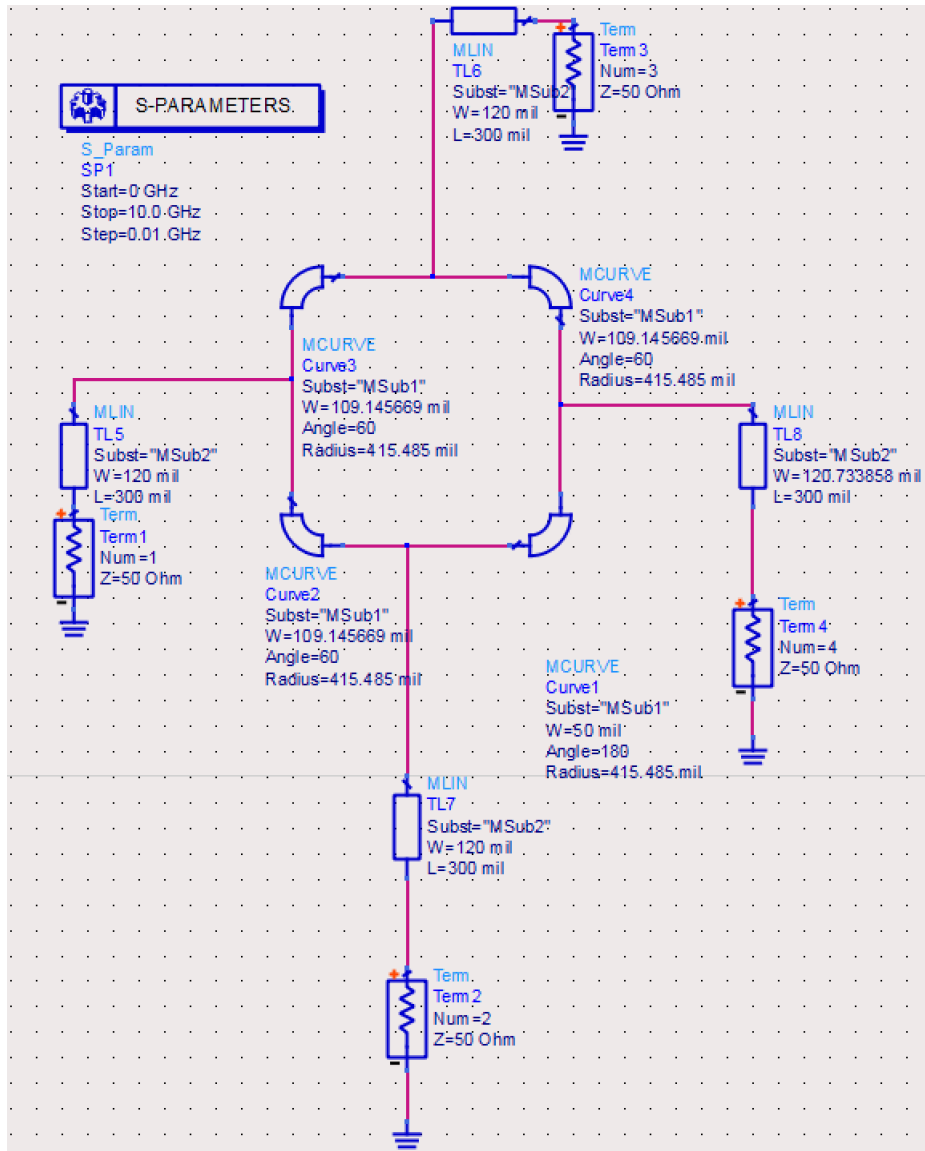 MLIN
TL6
Subst="MSub2"
W=120 mil
L=300 mil
Term
Term3
Num=3
Z=50 Ohm
S-PARAMETERS
S_Param
SP1
Start=0 GHz
Stop=10.0 GHz
Step=0.01 GHz
MCURVE
Curve4
Subst="MSub1"
W=109.145669 mil
Angle=60
Radius=415.485 mil
MCURVE
Curve3
Subst="MSub1"
W=109.145669 mil
Angle=60
Radius=415.485 mil
MLIN
TL5
Subst="MSub2"
W=120 mil
L=300 mil
Term
Term1
Num=1
Z=50 Ohm
MLIN
TL8
Subst="MSub2"
W=120.733858 mil
L=300 mil
MCURVE
Curve2
Subst="MSub1"
W=109.145669 mil
Angle=60
Radius=415.485 mil
Term
Term4
Num=4
Z=50 Ohm
MCURVE
Curve1
Subst="MSub1"
W=50 mil
Angle=180
Radius=415.485 mil
MLIN
TL7
Subst="MSub2"
W=120 mil
L=300 mil
Term
Term2
Num=2
Z=50 Ohm